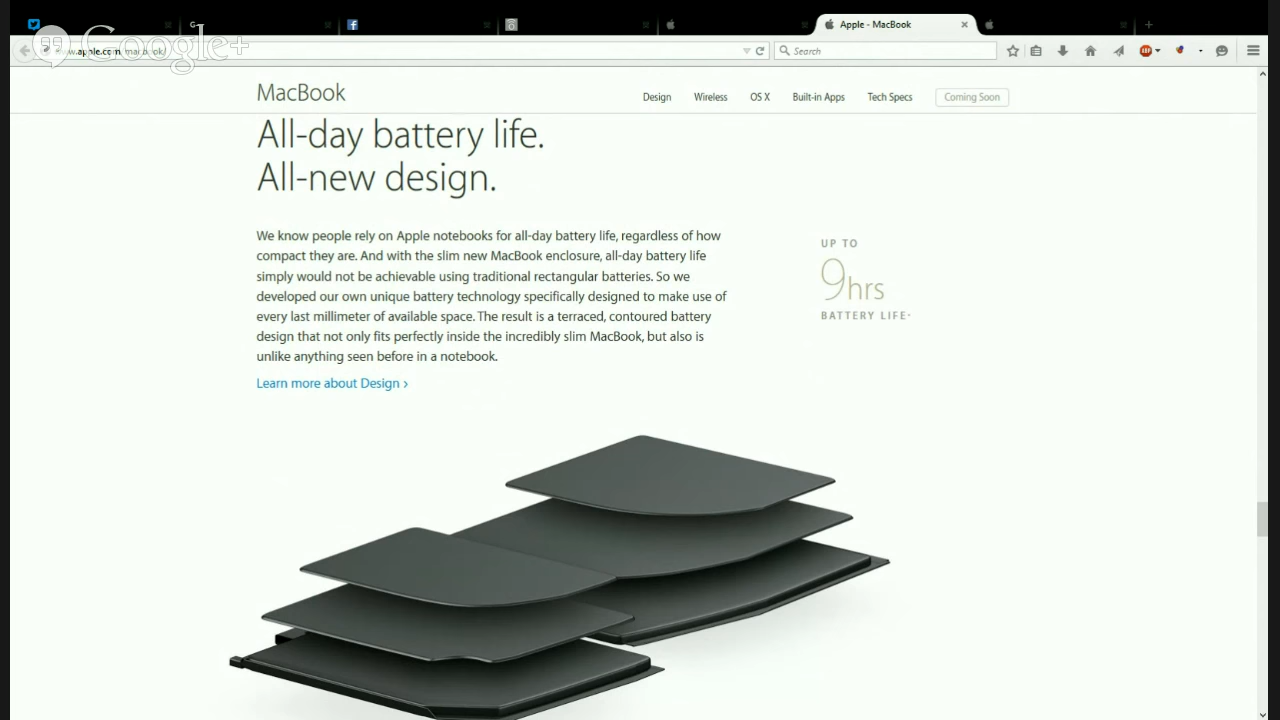 Apple - MacBook
Google+
www.apple.com/macbook/
Search
MacBook
Design
Wireless
OS X
Built-in Apps
Tech Specs
Coming Soon
All-day battery life.
All-new design.
We know people rely on Apple notebooks for all-day battery life, regardless of how
compact they are. And with the slim new MacBook enclosure, all-day battery life
simply would not be achievable using traditional rectangular batteries. So we
developed our own unique battery technology specifically designed to make use of
every last millimeter of available space. The result is a terraced, contoured battery
design that not only fits perfectly inside the incredibly slim MacBook, but also is
unlike anything seen before in a notebook.
Learn more about Design ›
UP TO
9hrs
BATTERY LIFE